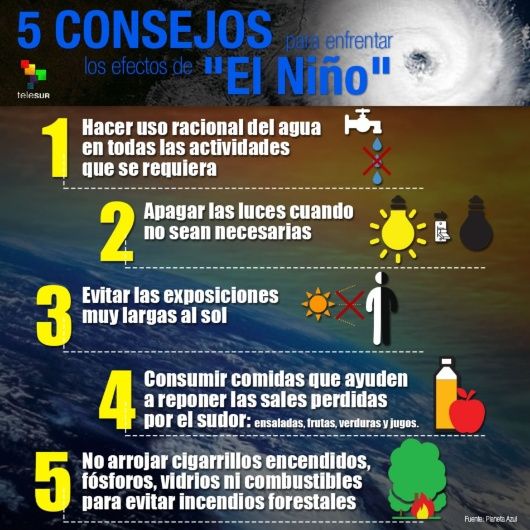 5 CONSEJOS para enfrentar
los efectos de "El Niño"
teleSUR
1 Hacer uso racional del agua
en todas las actividades
que se requiera
2 Apagar las luces cuando
no sean necesarias
3 Evitar las exposiciones
muy largas al sol
4 Consumir comidas que ayuden
a reponer las sales perdidas
por el sudor: ensaladas, frutas, verduras y jugos.
5 No arrojar cigarrillos encendidos,
fósforos, vidrios ni combustibles
para evitar incendios forestales
Fuente: Planeta Azul